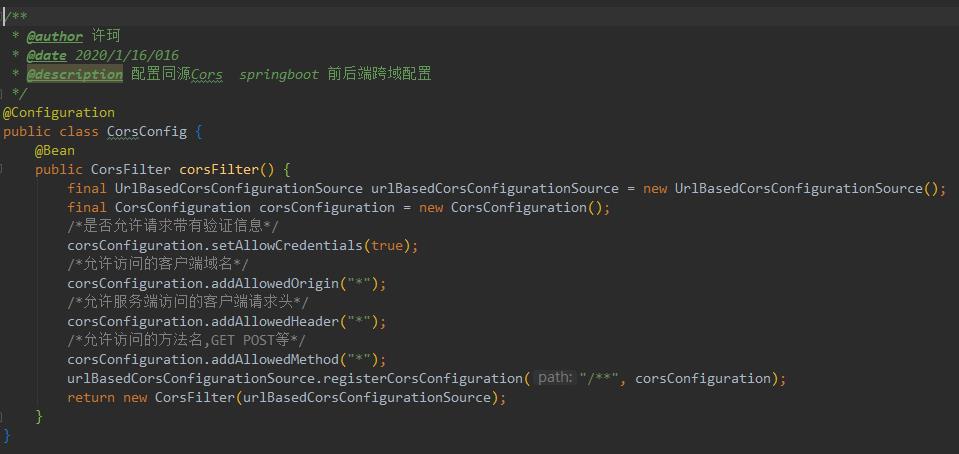 /**
 * @author 许珂
 * @date 2020/1/16/016
 * @description 配置同源Cors  springboot 前后端跨域配置
 */
@Configuration
public class CorsConfig {
    @Bean
    public CorsFilter corsFilter() {
        final UrlBasedCorsConfigurationSource urlBasedCorsConfigurationSource = new UrlBasedCorsConfigurationSource();
        final CorsConfiguration corsConfiguration = new CorsConfiguration();
        /*是否允许请求带有验证信息*/
        corsConfiguration.setAllowCredentials(true);
        /*允许访问的客户端域名*/
        corsConfiguration.addAllowedOrigin("*");
        /*允许服务端访问的客户端请求头*/
        corsConfiguration.addAllowedHeader("*");
        /*允许访问的方法名,GET POST等*/
        corsConfiguration.addAllowedMethod("*");
        urlBasedCorsConfigurationSource.registerCorsConfiguration( path: "/**", corsConfiguration);
        return new CorsFilter(urlBasedCorsConfigurationSource);
    }
}